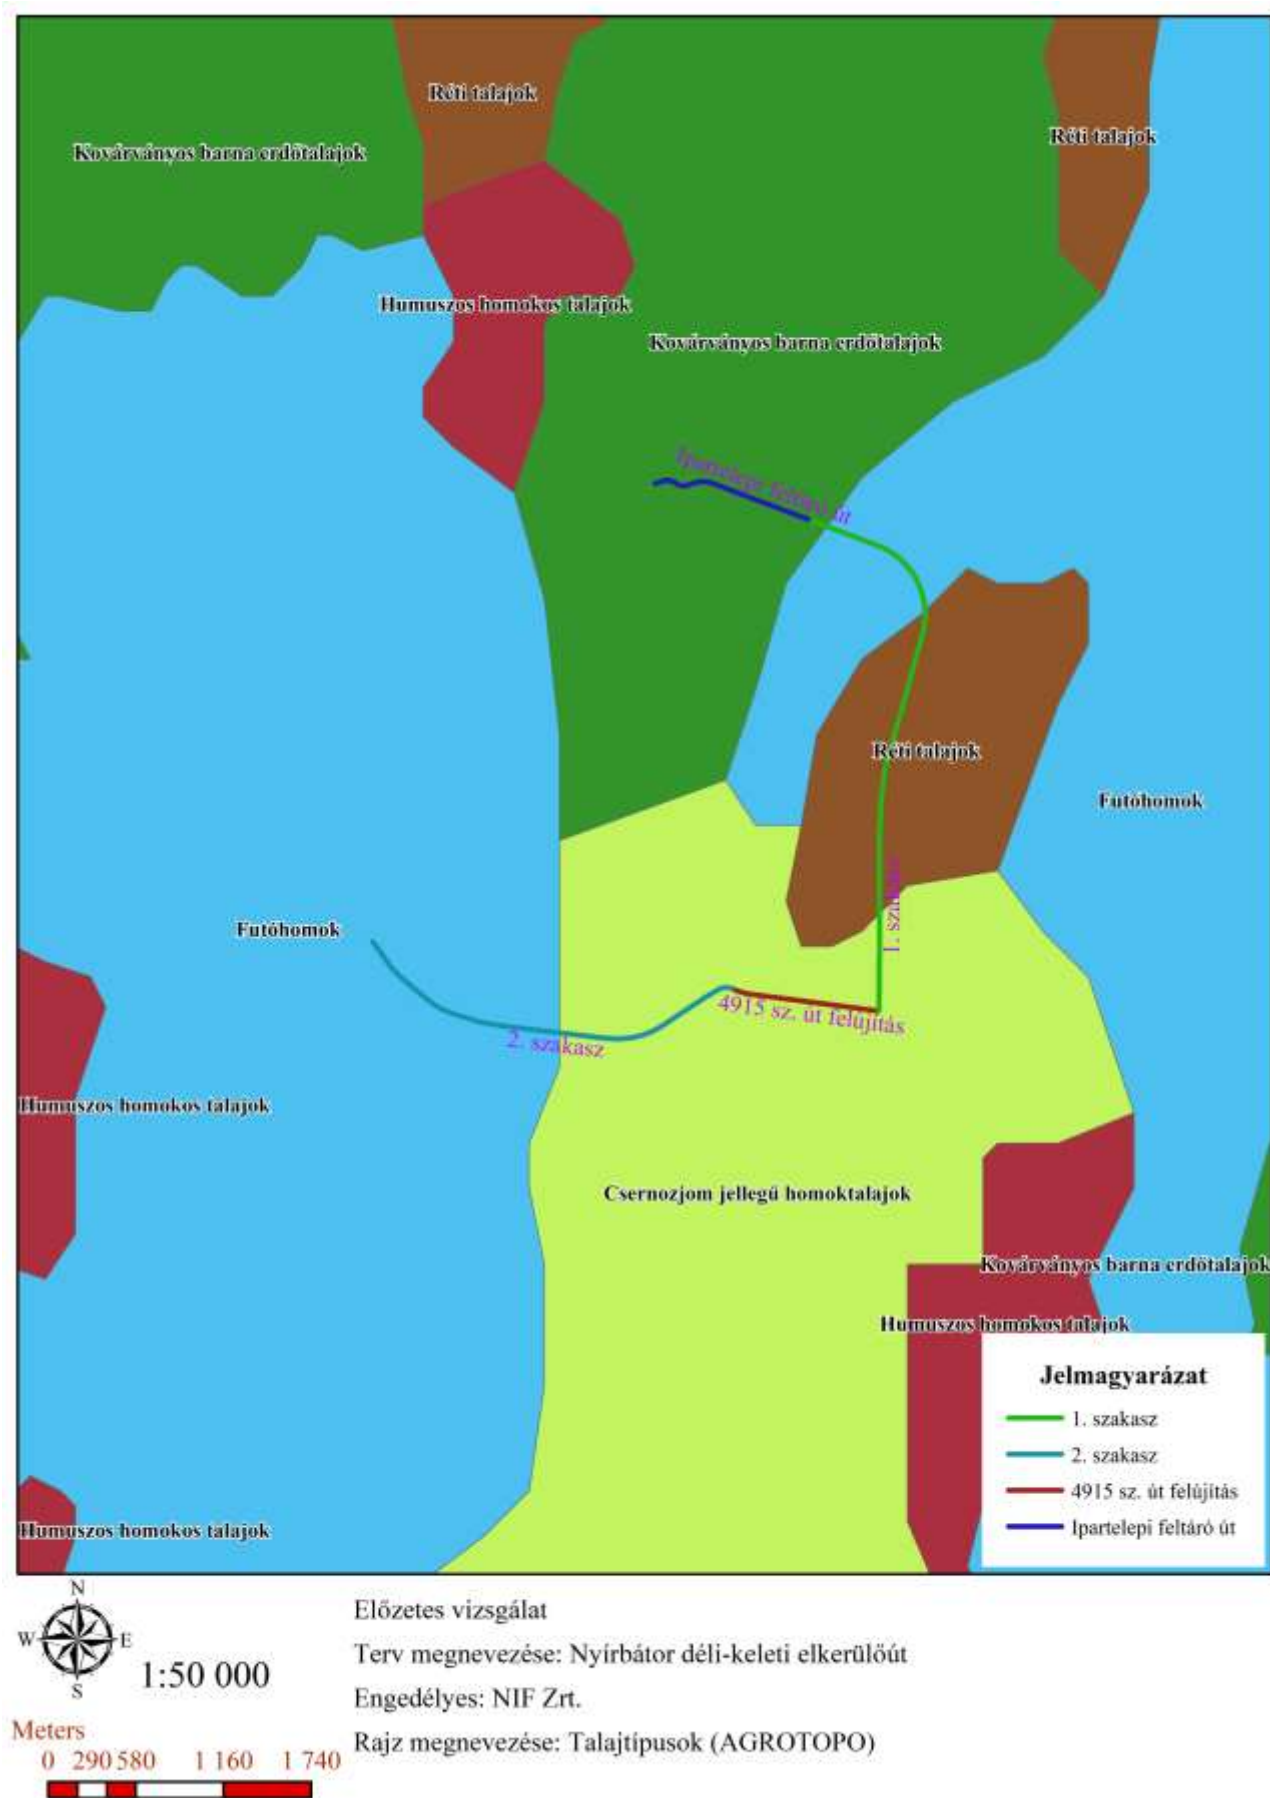 Réti talajok
Réti talajok
Kovárványos barna erdőtalajok
Humuszos homokos talajok
Kovárványos barna erdőtalajok
Ipartelepi feltáró út
Réti talajok
Futóhomok
1. szakasz
Futóhomok
4915 sz. út felújítás
2. szakasz
Humuszos homokos talajok
Csernozjom jellegű homoktalajok
Kovárványos barna erdőtalajok
Humuszos homokos talajok
Jelmagyarázat
1. szakasz
2. szakasz
4915 sz. út felújítás
Ipartelepi feltáró út
Humuszos homokos talajok
N
W E
S
1:50 000
Meters
0 290 580 1 160 1 740
Előzetes vizsgálat
Terv megnevezése: Nyírbátor déli-keleti elkerülőút
Engedélyes: NIF Zrt.
Rajz megnevezése: Talajtípusok (AGROTOPO)